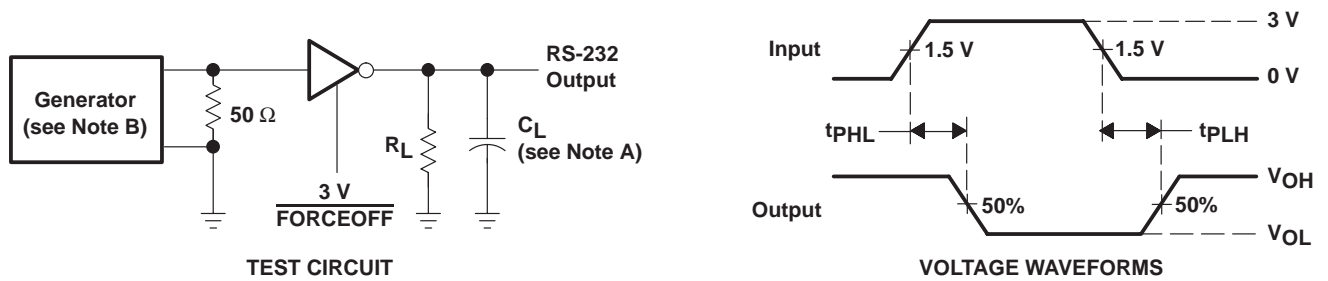 Generator
(see Note B)
50 Ω
3 V
FORCEOFF
RL
CL
(see Note A)
RS-232
Output
TEST CIRCUIT
Input
1.5 V
1.5 V
3 V
0 V
tPHL
tPLH
Output
50%
50%
VOH
VOL
VOLTAGE WAVEFORMS